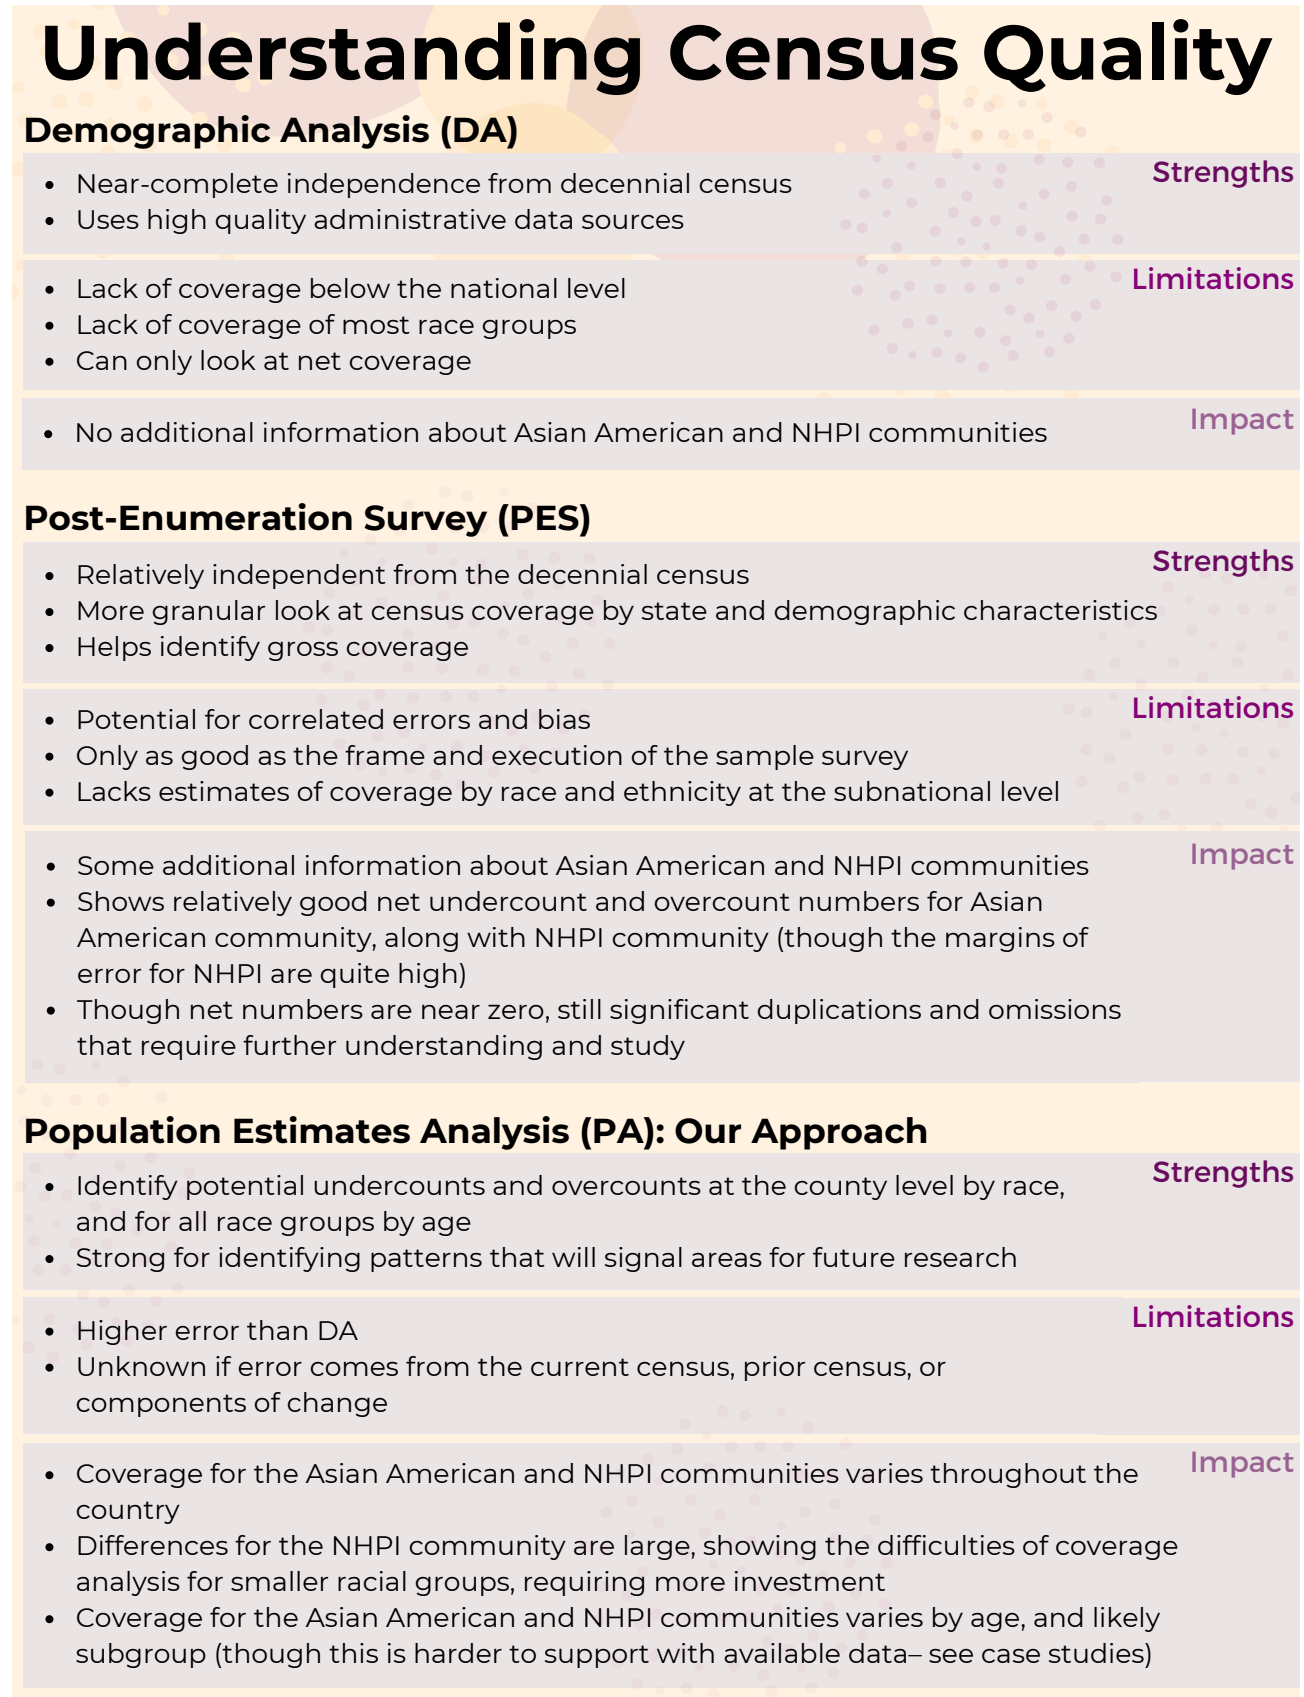 Understanding Census Quality
Demographic Analysis (DA)
Strengths
• Near-complete independence from decennial census
• Uses high quality administrative data sources
Limitations
• Lack of coverage below the national level
• Lack of coverage of most race groups
• Can only look at net coverage
Impact
• No additional information about Asian American and NHPI communities
Post-Enumeration Survey (PES)
Strengths
• Relatively independent from the decennial census
• More granular look at census coverage by state and demographic characteristics
• Helps identify gross coverage
Limitations
• Potential for correlated errors and bias
• Only as good as the frame and execution of the sample survey
• Lacks estimates of coverage by race and ethnicity at the subnational level
Impact
• Some additional information about Asian American and NHPI communities
• Shows relatively good net undercount and overcount numbers for Asian
American community, along with NHPI community (though the margins of
error for NHPI are quite high)
• Though net numbers are near zero, still significant duplications and omissions
that require further understanding and study
Population Estimates Analysis (PA): Our Approach
Strengths
• Identify potential undercounts and overcounts at the county level by race,
and for all race groups by age
• Strong for identifying patterns that will signal areas for future research
Limitations
• Higher error than DA
• Unknown if error comes from the current census, prior census, or
components of change
Impact
• Coverage for the Asian American and NHPI communities varies throughout the
country
• Differences for the NHPI community are large, showing the difficulties of coverage
analysis for smaller racial groups, requiring more investment
• Coverage for the Asian American and NHPI communities varies by age, and likely
subgroup (though this is harder to support with available data– see case studies)